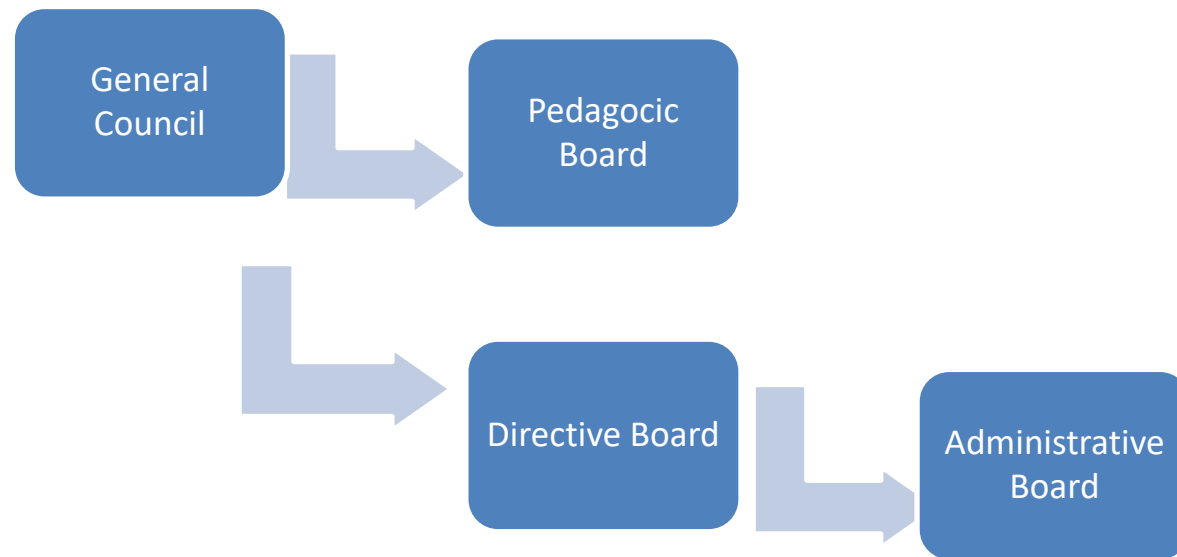 General
Council
Pedagocic
Board
Directive Board
Administrative
Board